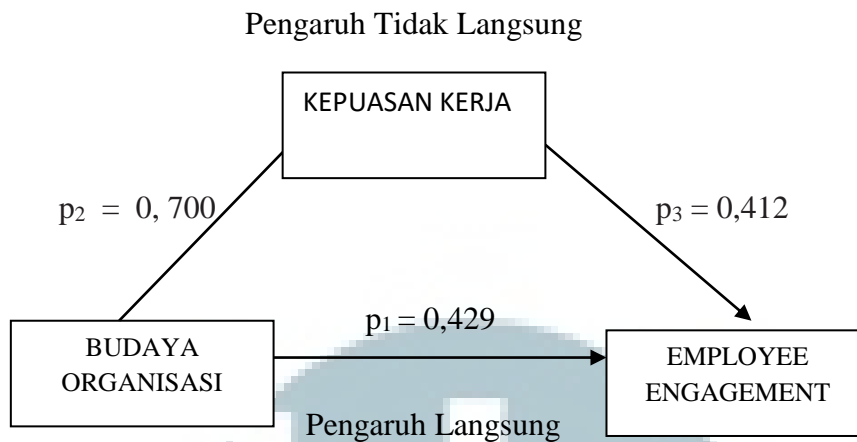 Pengaruh Tidak Langsung
KEPUASAN KERJA
p₂ = 0, 700
p₃ = 0,412
p₁ = 0,429
BUDAYA
ORGANISASI
EMPLOYEE
ENGAGEMENT
Pengaruh Langsung